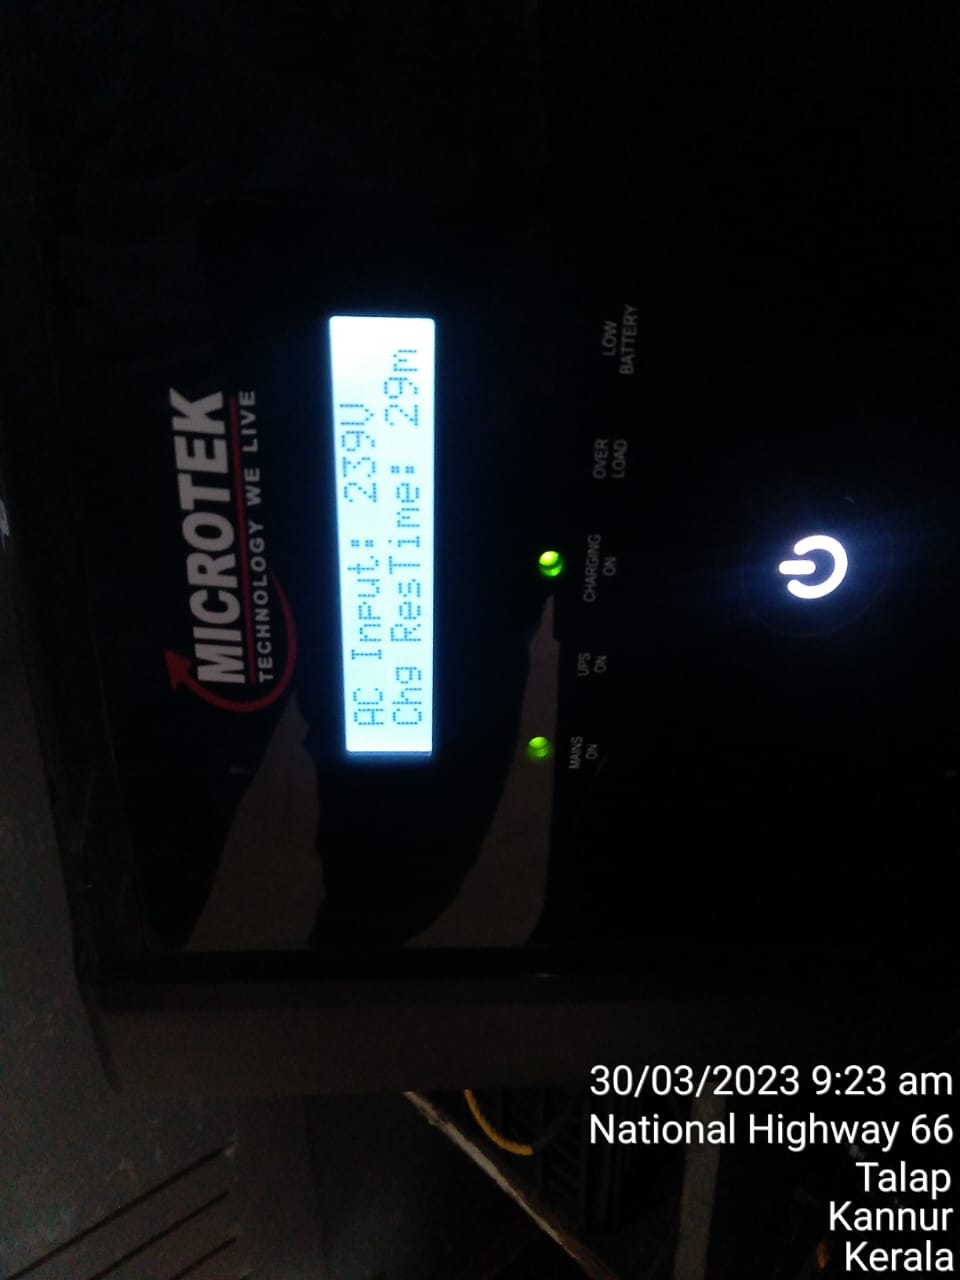 MICROTEK
TECHNOLOGY WE LIVE
AC Input: 239V
Chg ResTime: 29m
MAINS
ON
UPS
ON
CHARGING
ON
OVER
LOAD
LOW
BATTERY
30/03/2023 9:23 am
National Highway 66
Talap
Kannur
Kerala